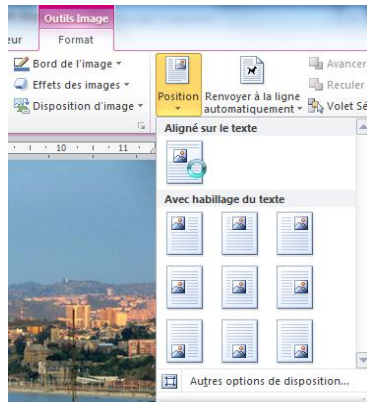 Outils Image
eur Format
Bord de l'image
Effets des images
Disposition d'image
Position
Renvoyer à la ligne
automatiquement
Avancer
Reculer
Volet Sé
Aligné sur le texte
10 11
Avec habillage du texte
Autres options de disposition...